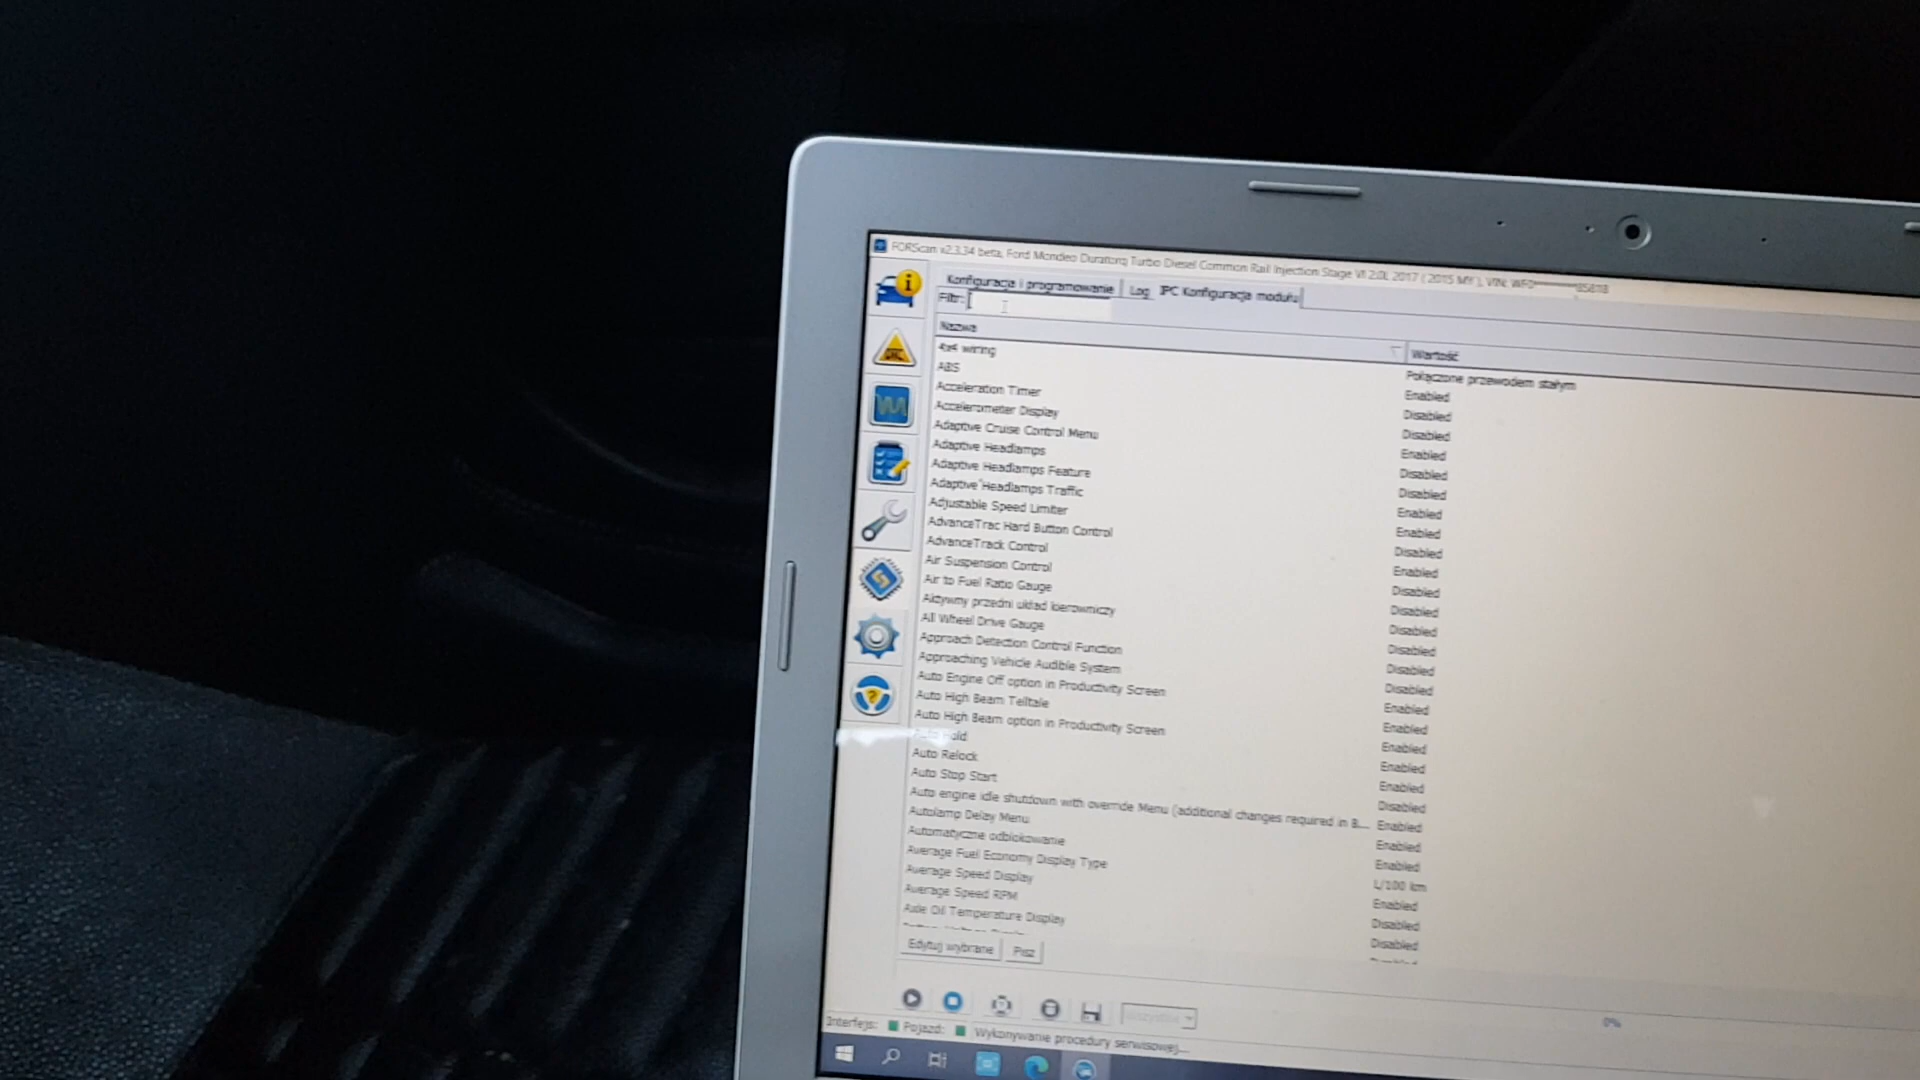 FORScan v2.3.34 beta, Ford Mondeo Duratorq Turbo Diesel Common Rail Injection Stage VI 2.0L 2017 ( 2015 MY ), VIN: WF0**********85818
Konfiguracja i programowanie Log IPC Konfiguracja modułu
Filtr:
Nazwa Wartość
4x4 wiring Połączone przewodem stałym
ABS Enabled
Acceleration Timer Disabled
Accelerometer Display Disabled
Adaptive Cruise Control Menu Enabled
Adaptive Headlamps Disabled
Adaptive Headlamps Feature Disabled
Adaptive Headlamps Traffic Enabled
Adjustable Speed Limiter Enabled
AdvanceTrac Hard Button Control Disabled
AdvanceTrack Control Enabled
Air Suspension Control Disabled
Air to Fuel Ratio Gauge Disabled
Aktywny przedni układ kierowniczy Disabled
All Wheel Drive Gauge Disabled
Approach Detection Control Function Disabled
Approaching Vehicle Audible System Disabled
Auto Engine Off option in Productivity Screen Enabled
Auto High Beam Telltale Enabled
Auto High Beam option in Productivity Screen Enabled
Auto Hold Enabled
Auto Relock Enabled
Auto Stop Start Disabled
Auto engine idle shutdown with override Menu (additional changes required in B... Enabled
Autolamp Delay Menu Enabled
Automatyczne odblokowanie Enabled
Average Fuel Economy Display Type L/100 km
Average Speed Display Enabled
Average Speed RPM Disabled
Axle Oil Temperature Display Disabled
Edytuj wybrane Pisz
0%
Interfejs: Pojazd: Wykonywanie procedury serwisowej...